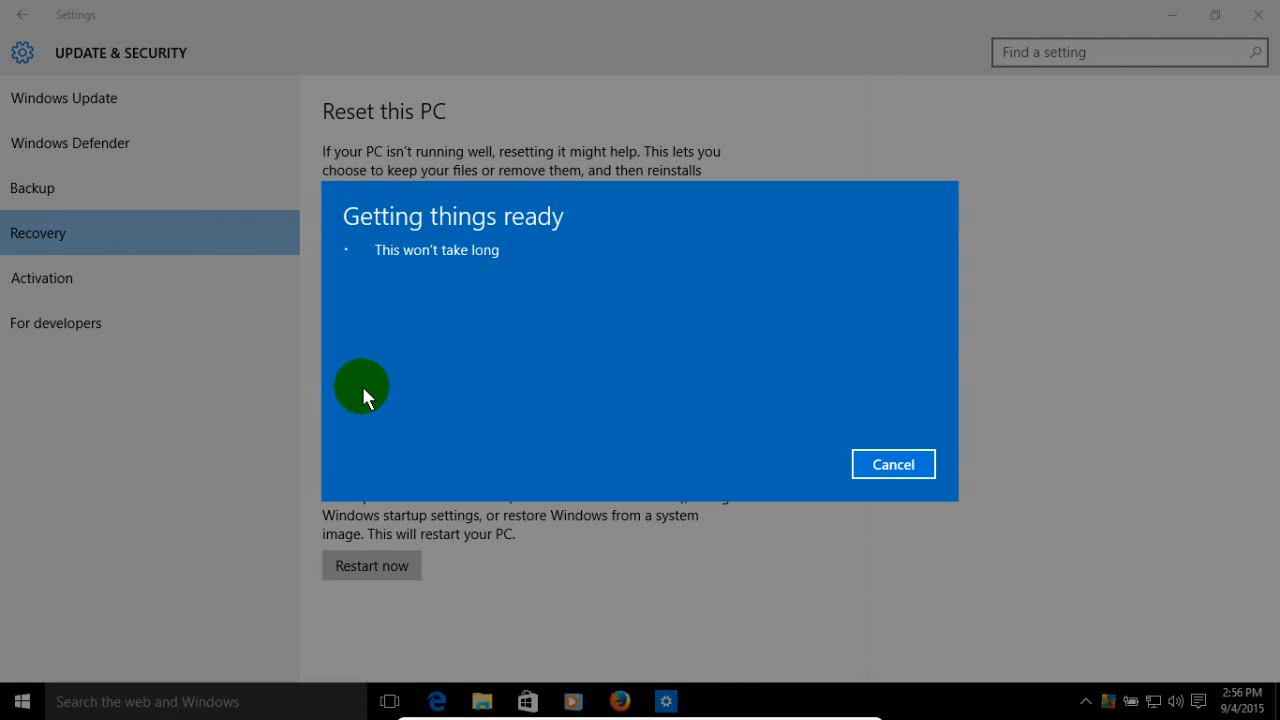 Settings
UPDATE & SECURITY
Find a setting
Windows Update
Windows Defender
Backup
Recovery
Activation
For developers
Reset this PC
If your PC isn't running well, resetting it might help. This lets you
choose to keep your files or remove them, and then reinstalls
Getting things ready
This won't take long
Cancel
Windows startup settings, or restore Windows from a system
image. This will restart your PC.
Restart now
Search the web and Windows
2:56 PM
9/4/2015